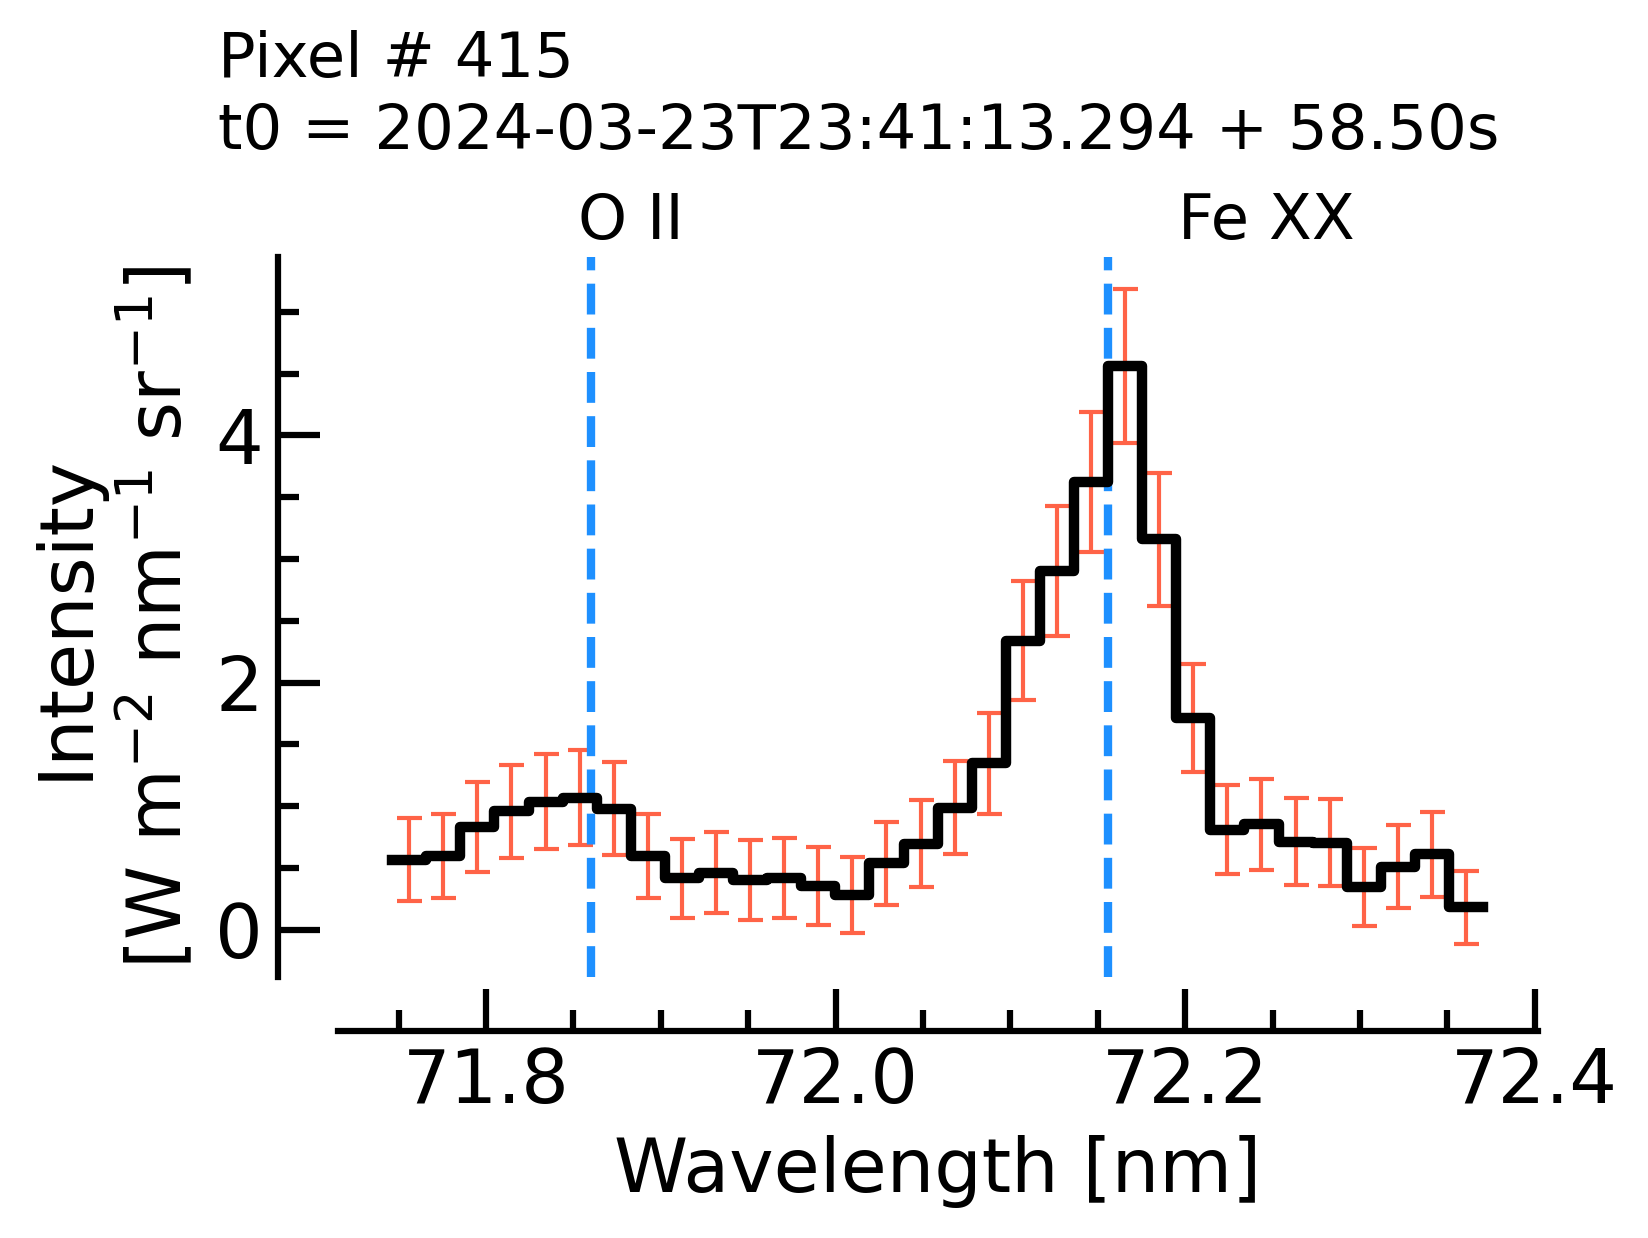 Pixel # 415
t0 = 2024-03-23T23:41:13.294 + 58.50s
O II
Fe XX
Intensity
[W m⁻² nm⁻¹ sr⁻¹]
4
2
0
71.8 72.0 72.2 72.4
Wavelength [nm]